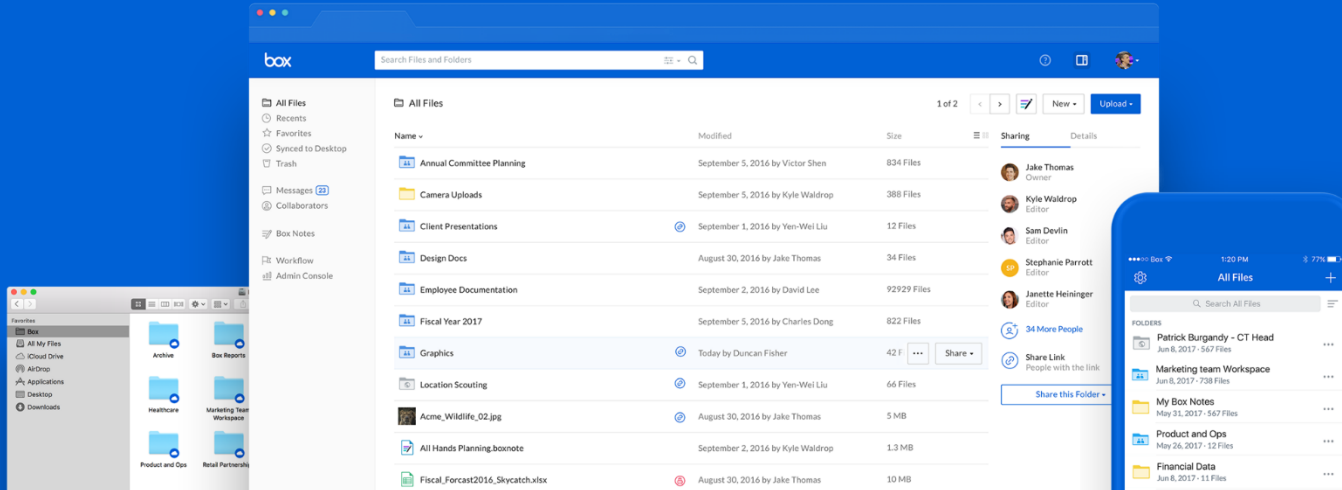 box
Search Files and Folders
All Files
Recents
Favorites
Synced to Desktop
Trash
Messages 23
Collaborators
Box Notes
Workflow
Admin Console
All Files
1 of 2
New
Upload
Name Modified Size
Annual Committee Planning September 5, 2016 by Victor Shen 834 Files
Camera Uploads September 5, 2016 by Kyle Waldrop 388 Files
Client Presentations September 1, 2016 by Yen-Wei Liu 12 Files
Design Docs August 30, 2016 by Jake Thomas 34 Files
Employee Documentation September 2, 2016 by David Lee 92929 Files
Fiscal Year 2017 September 5, 2016 by Charles Dong 822 Files
Graphics Today by Duncan Fisher 42 F ... Share
Location Scouting September 1, 2016 by Yen-Wei Liu 66 Files
Acme_Wildlife_02.jpg August 30, 2016 by Jake Thomas 5 MB
All Hands Planning.boxnote September 2, 2016 by Kyle Waldrop 1.3 MB
Fiscal_Forcast2016_Skycatch.xlsx August 30, 2016 by Jake Thomas 10 MB
Sharing Details
Jake Thomas
Owner
Kyle Waldrop
Editor
Sam Devlin
Editor
SP
Stephanie Parrott
Editor
Janette Heininger
Editor
34 More People
Share Link
People with the link
Share this Folder
Favorites
Box
All My Files
iCloud Drive
AirDrop
Applications
Desktop
Downloads
Archive Box Reports
Healthcare Marketing Team
Workspace
Product and Ops Retail Partnership
Box 1:20 PM 77%
All Files
Search All Files
FOLDERS
Patrick Burgandy - CT Head
Jun 8, 2017 · 567 Files
Marketing team Workspace
Jun 8, 2017 · 738 Files
My Box Notes
May 31, 2017 · 567 Files
Product and Ops
May 26, 2017 · 12 Files
Financial Data
Jun 8, 2017 · 11 Files